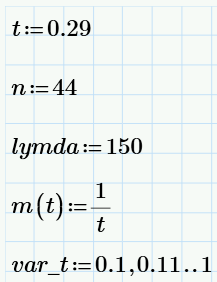 t:=0.29
n:=44
lymda:=150
m(t):=1/t
var_t:=0.1,0.11..1